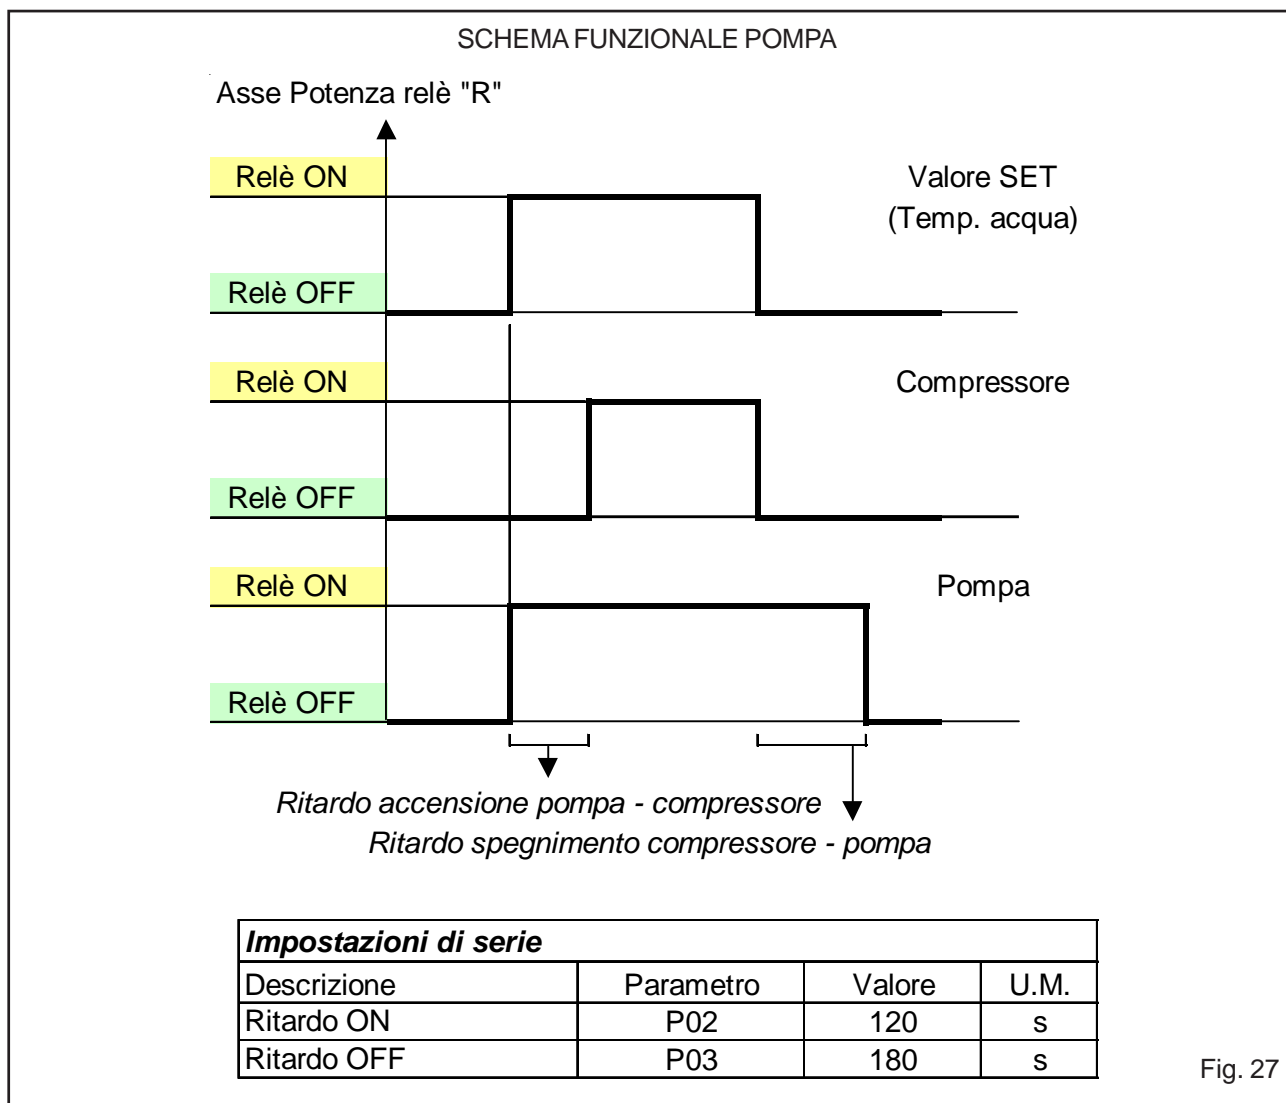 SCHEMA FUNZIONALE POMPA
Asse Potenza relè "R"
Relè ON
Valore SET
(Temp. acqua)
Relè OFF
Relè ON
Compressore
Relè OFF
Relè ON
Pompa
Relè OFF
Ritardo accensione pompa - compressore
Ritardo spegnimento compressore - pompa
Impostazioni di serie
Descrizione Parametro Valore U.M.
Ritardo ON P02 120 s
Ritardo OFF P03 180 s
Fig. 27